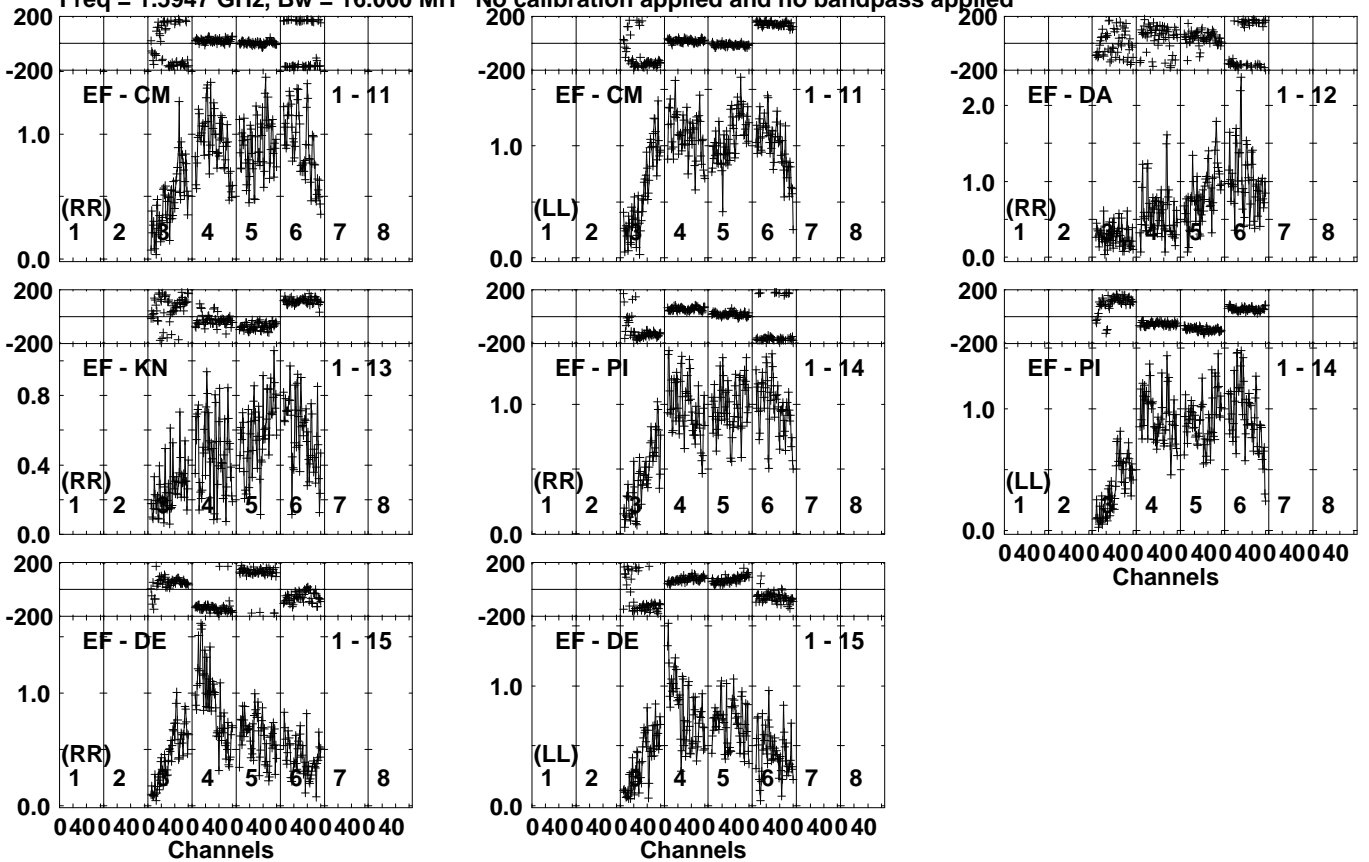 Freq = 1.5947 GHz, Bw = 16.000 MH No calibration applied and no bandpass applied
200
-200
EF - CM 1 - 11
1.0
(RR)
1 2 3 4 5 6 7 8
0.0
200
-200
EF - CM 1 - 11
1.0
(LL)
1 2 3 4 5 6 7 8
0.0
200
-200
EF - DA 1 - 12
2.0
1.0
(RR)
1 2 3 4 5 6 7 8
0.0
200
-200
EF - KN 1 - 13
0.8
0.4
(RR)
1 2 3 4 5 6 7 8
0.0
200
-200
EF - PI 1 - 14
1.0
(RR)
1 2 3 4 5 6 7 8
0.0
200
-200
EF - PI 1 - 14
1.0
(LL)
1 2 3 4 5 6 7 8
0.0
0 40 0 40 0 40 0 40 0 40 0 40 0 40 0 40
Channels
200
-200
EF - DE 1 - 15
1.0
(RR)
1 2 3 4 5 6 7 8
0.0
0 40 0 40 0 40 0 40 0 40 0 40 0 40 0 40
Channels
200
-200
EF - DE 1 - 15
1.0
(LL)
1 2 3 4 5 6 7 8
0.0
0 40 0 40 0 40 0 40 0 40 0 40 0 40 0 40
Channels